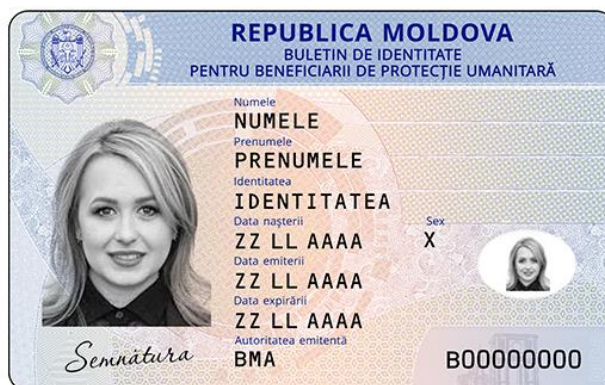 REPUBLICA MOLDOVA
BULETIN DE IDENTITATE
PENTRU BENEFICIARII DE PROTECȚIE UMANITARĂ
Numele
NUMELE
Prenumele
PRENUMELE
Identitatea
IDENTITATEA
Data nașterii Sex
ZZ LL AAAA X
Data emiterii
ZZ LL AAAA
Data expirării
ZZ LL AAAA
Autoritatea emitentă
Semnătura BMA B00000000